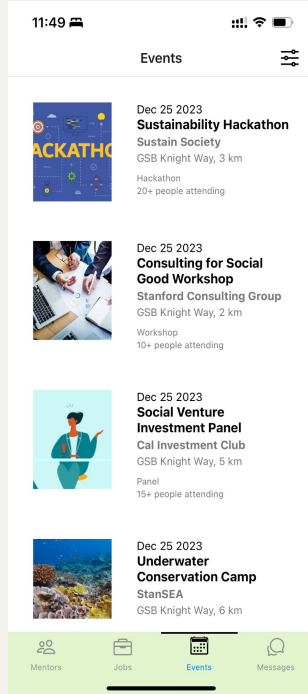 11:49
Events
ACKATHO
Dec 25 2023
Sustainability Hackathon
Sustain Society
GSB Knight Way, 3 km
Hackathon
20+ people attending
Dec 25 2023
Consulting for Social
Good Workshop
Stanford Consulting Group
GSB Knight Way, 2 km
Workshop
10+ people attending
Dec 25 2023
Social Venture
Investment Panel
Cal Investment Club
GSB Knight Way, 5 km
Panel
15+ people attending
Dec 25 2023
Underwater
Conservation Camp
StanSEA
GSB Knight Way, 6 km
Mentors
Jobs
Events
Messages